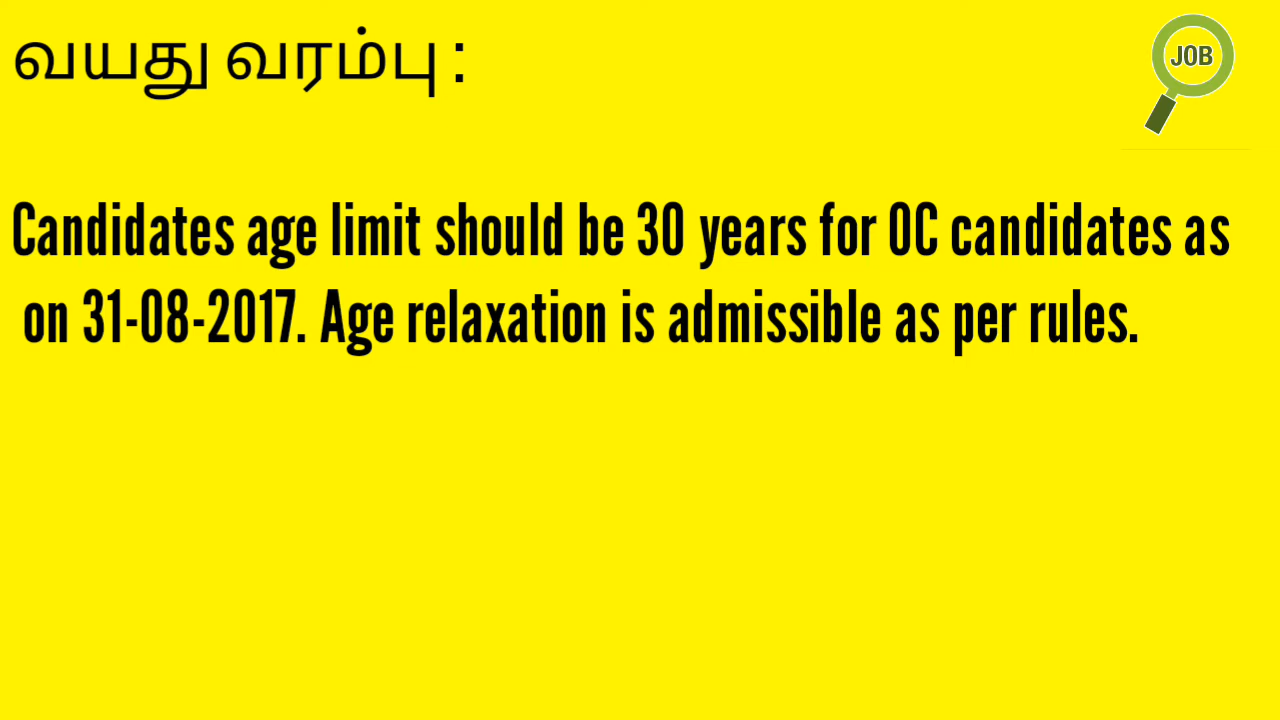 வயது வரம்பு :
JOB
Candidates age limit should be 30 years for OC candidates as
on 31-08-2017. Age relaxation is admissible as per rules.